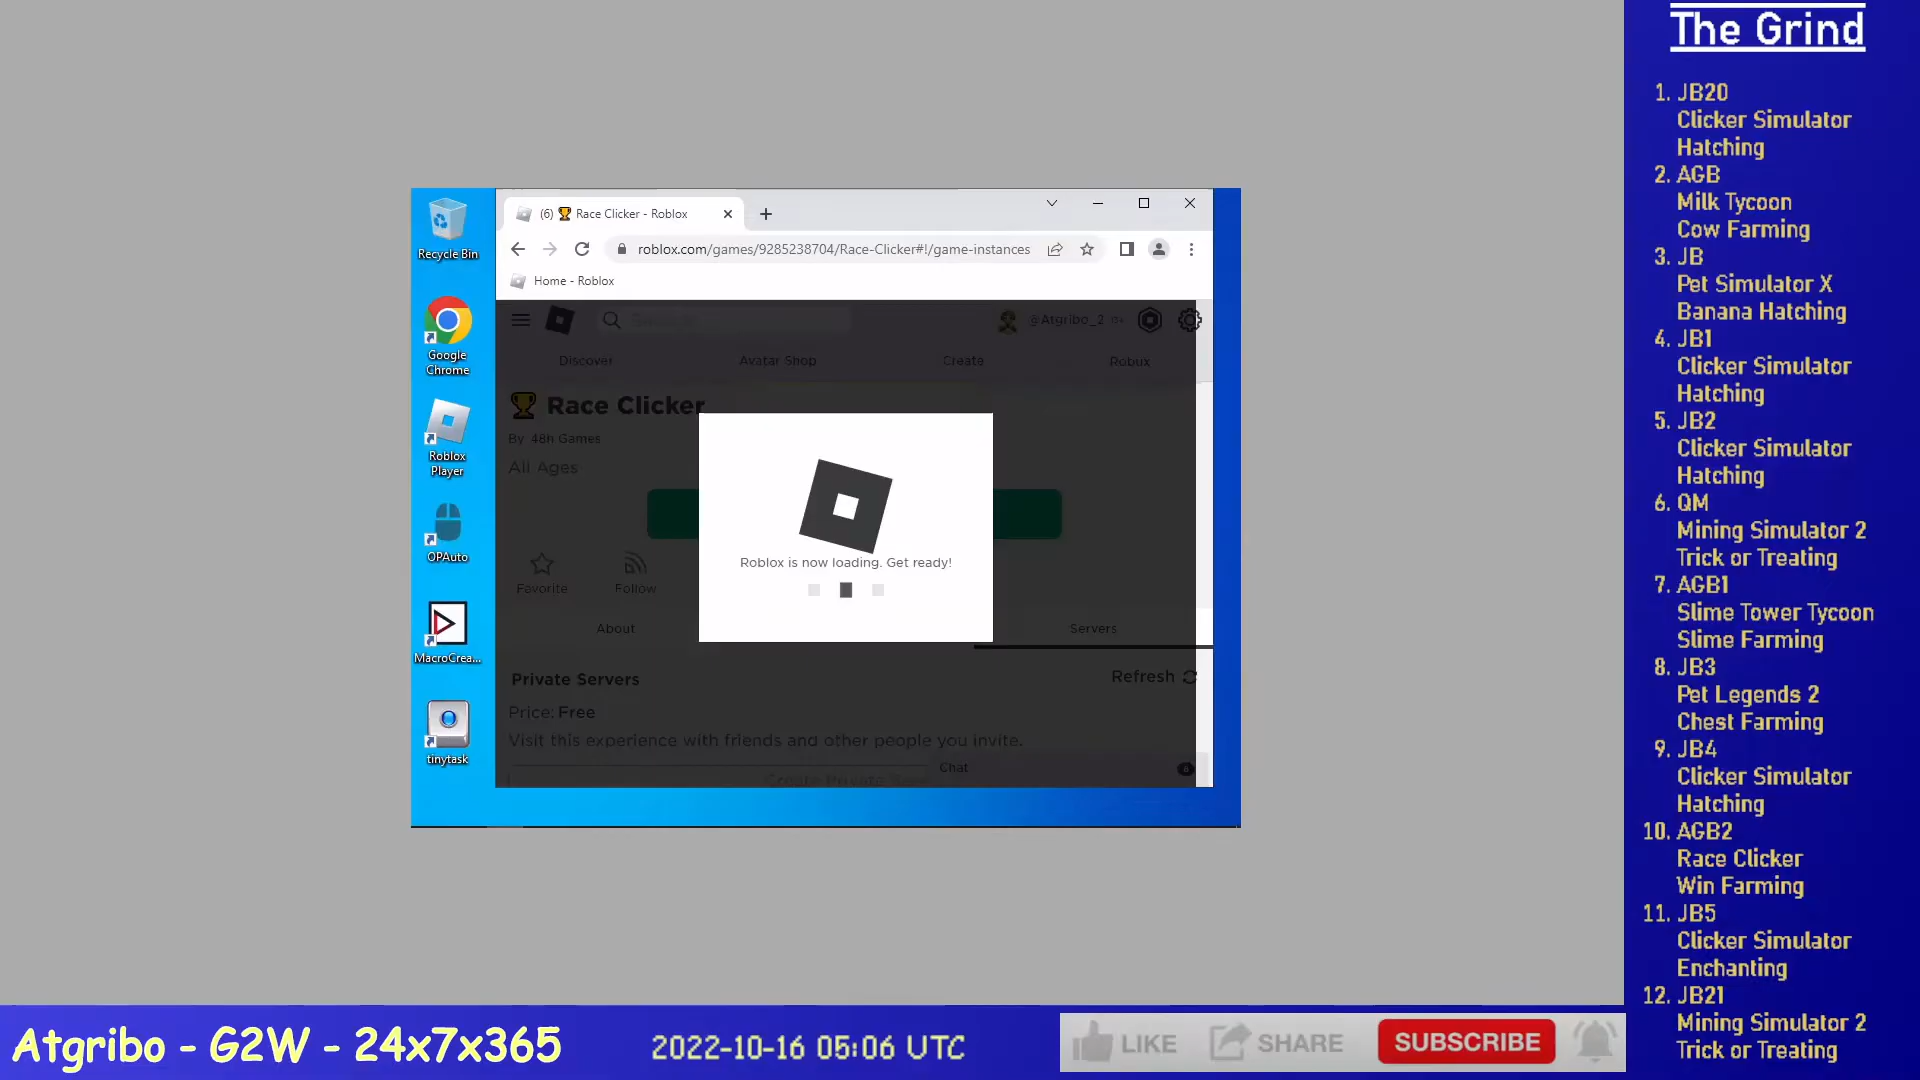 The Grind
1. JB20
Clicker Simulator
Hatching
2. AGB
Milk Tycoon
Cow Farming
3. JB
Pet Simulator X
Banana Hatching
4. JB1
Clicker Simulator
Hatching
5. JB2
Clicker Simulator
Hatching
6. QM
Mining Simulator 2
Trick or Treating
7. AGB1
Slime Tower Tycoon
Slime Farming
8. JB3
Pet Legends 2
Chest Farming
9. JB4
Clicker Simulator
Hatching
10. AGB2
Race Clicker
Win Farming
11. JB5
Clicker Simulator
Enchanting
12. JB21
Mining Simulator 2
Trick or Treating
Recycle Bin
Google
Chrome
Roblox
Player
OPAuto
MacroCrea...
tinytask
(6) 🏆 Race Clicker - Roblox
roblox.com/games/9285238704/Race-Clicker#!/game-instances
Home - Roblox
@Atgribo_2
Discover Avatar Shop Create Robux
Race Clicker
By 48h Games
All Ages
Roblox is now loading. Get ready!
Favorite Follow
About Servers
Private Servers Refresh
Price: Free
Visit this experience with friends and other people you invite.
Chat
Create Private
Atgribo - G2W - 24x7x365
2022-10-16 05:06 UTC
LIKE SHARE SUBSCRIBE